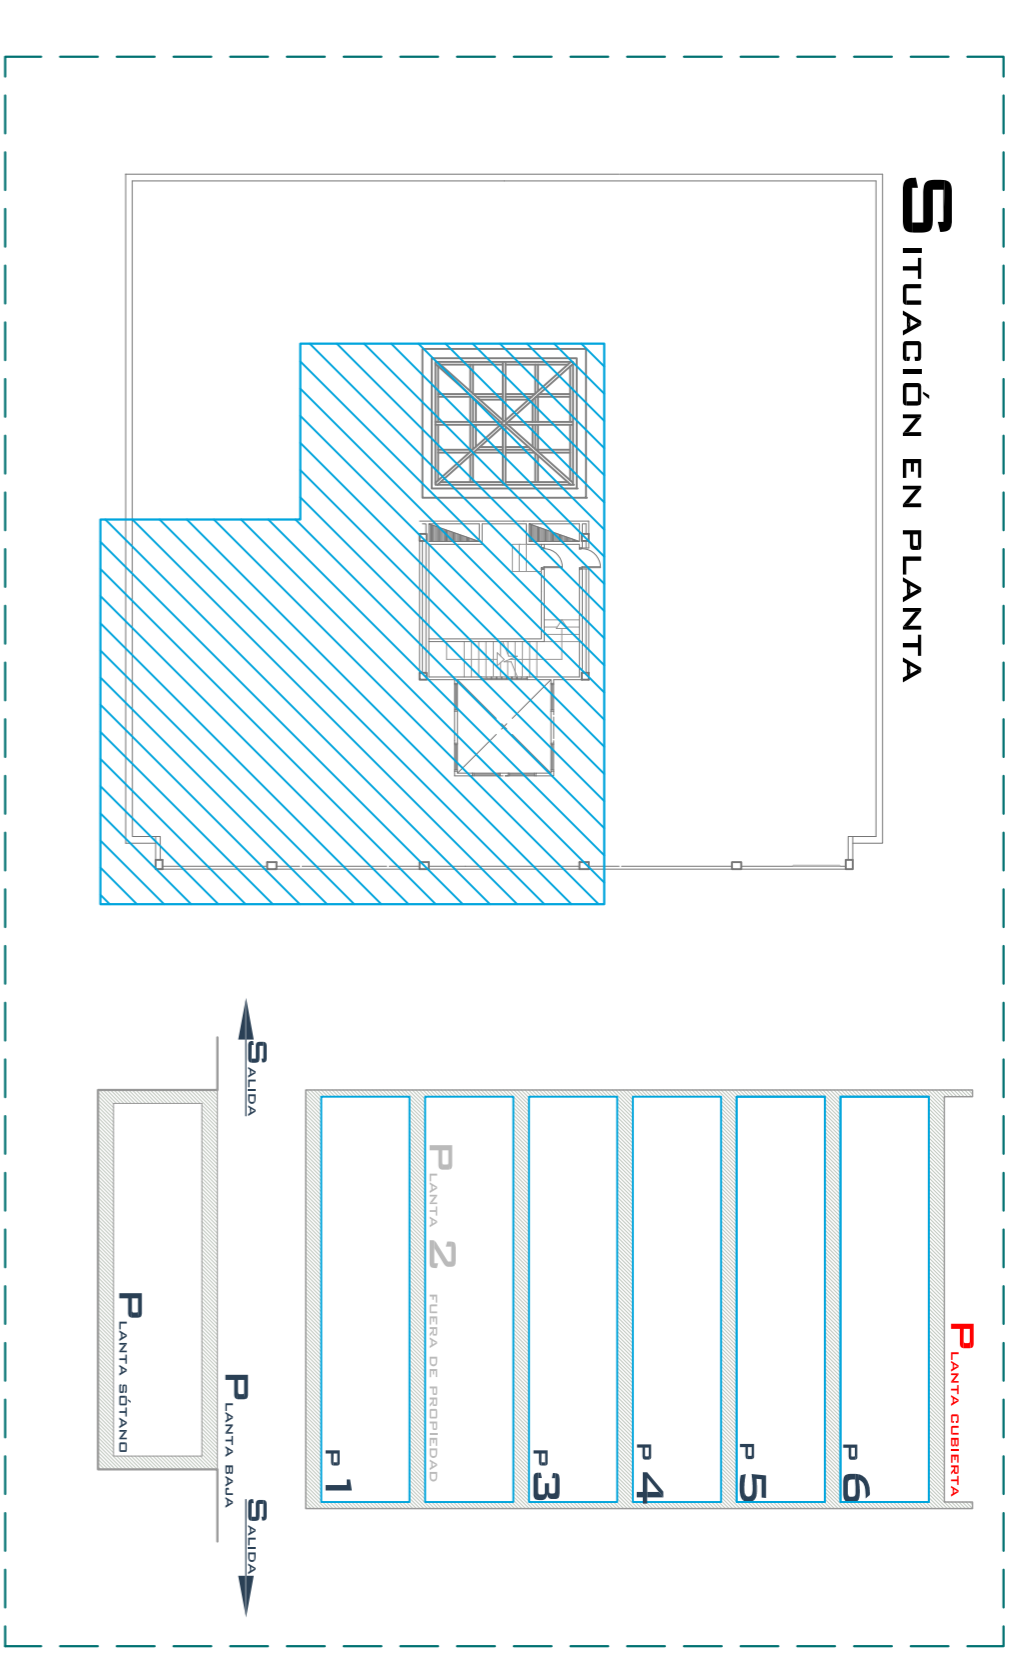 SITUACIÓN EN PLANTA
PLANTA CUBIERTA
P 6
P 5
P 4
P 3
PLANTA 2 FUERA DE PROPIEDAD
P 1
SALIDA
SALIDA
PLANTA BAJA
PLANTA SÓTANO